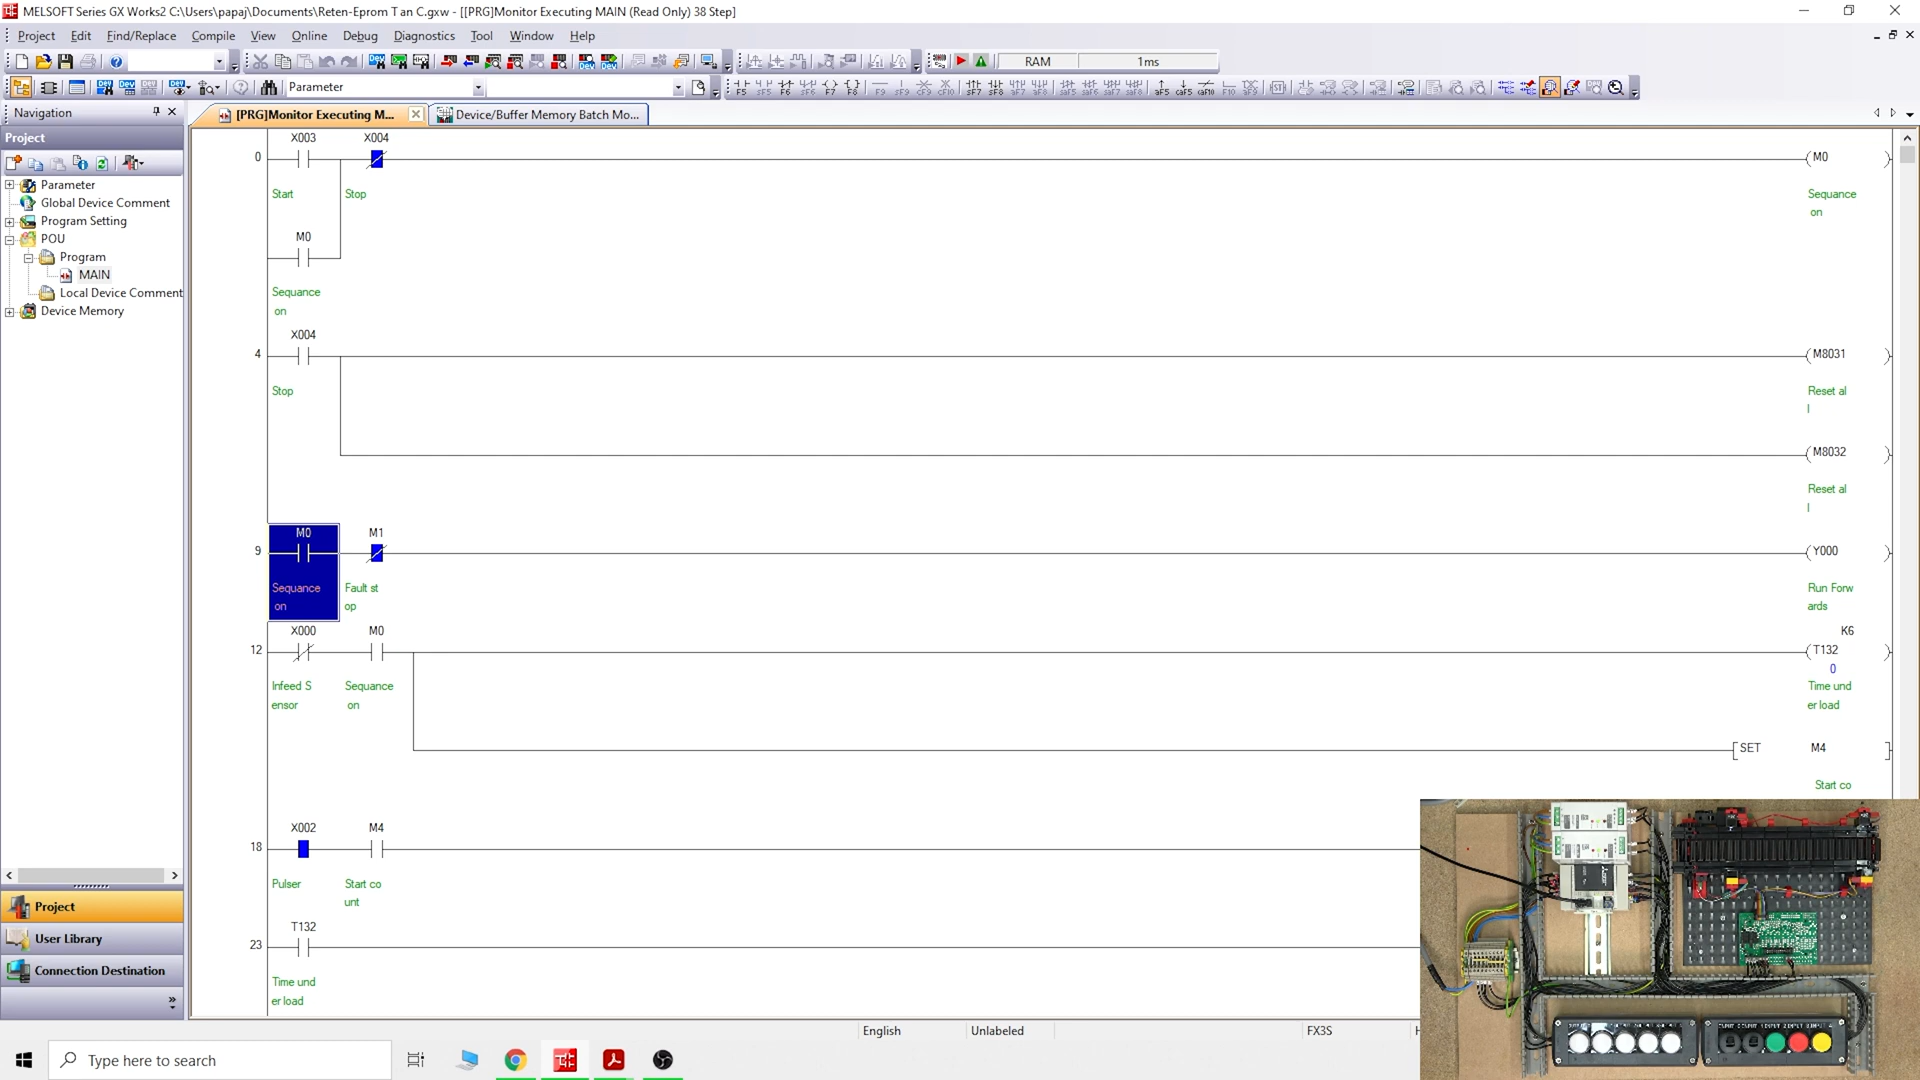 MELSOFT Series GX Works2 C:\Users\papaj\Documents\Reten-Eprom T an C.gxw - [[PRG]Monitor Executing MAIN (Read Only) 38 Step]
Project Edit Find/Replace Compile View Online Debug Diagnostics Tool Window Help
RAM 1ms
Parameter
Navigation
[PRG]Monitor Executing M...
Device/Buffer Memory Batch Mo...
Project
Parameter
Global Device Comment
Program Setting
POU
Program
MAIN
Local Device Comment
Device Memory
X003 X004
0 M0
Start Stop Sequance
on
M0
Sequance
on
X004
4 M8031
Stop Reset al
l
M8032
Reset al
l
M0 M1
9 Y000
Sequance Fault st Run Forw
on op ards
X000 M0 K6
12 T132
0
Infeed S Sequance Time und
ensor on er load
SET M4
Start co
X002 M4
18
Pulser Start co
unt
T132
23
Time und
er load
Project
User Library
Connection Destination
English Unlabeled FX3S
Type here to search